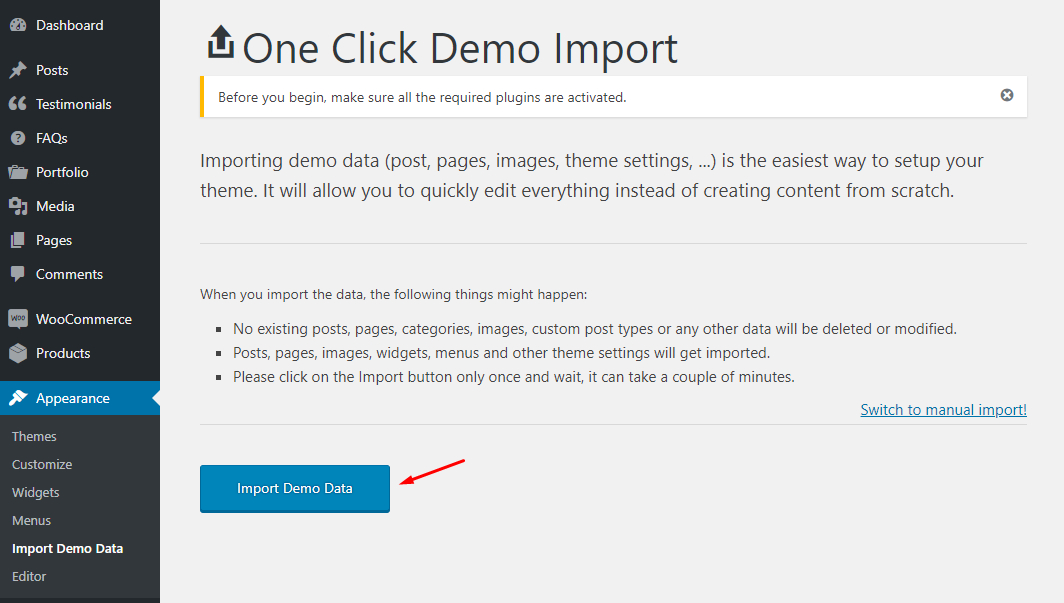 Dashboard
Posts
Testimonials
FAQs
Portfolio
Media
Pages
Comments
WOO
WooCommerce
Products
Appearance
Themes
Customize
Widgets
Menus
Import Demo Data
Editor
One Click Demo Import
Before you begin, make sure all the required plugins are activated.
Importing demo data (post, pages, images, theme settings, ...) is the easiest way to setup your
theme. It will allow you to quickly edit everything instead of creating content from scratch.
When you import the data, the following things might happen:
No existing posts, pages, categories, images, custom post types or any other data will be deleted or modified.
Posts, pages, images, widgets, menus and other theme settings will get imported.
Please click on the Import button only once and wait, it can take a couple of minutes.
Switch to manual import!
Import Demo Data